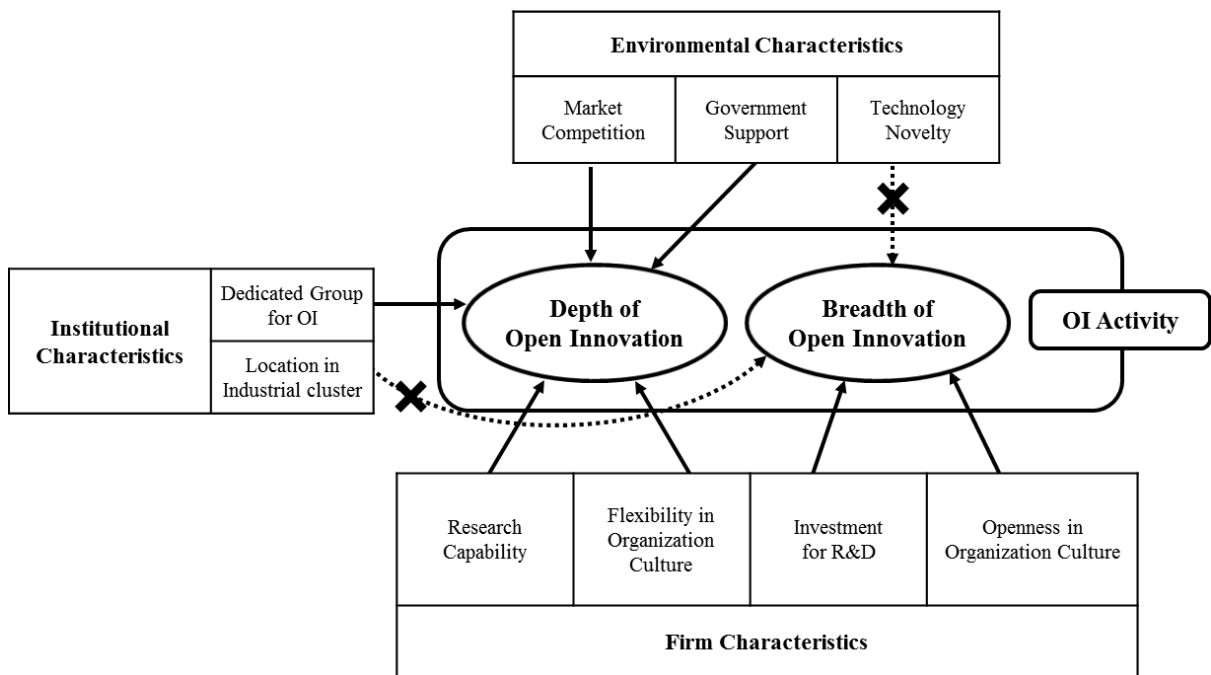 Environmental Characteristics
Market
Competition
Government
Support
Technology
Novelty
Institutional
Characteristics
Dedicated Group
for OI
Location in
Industrial cluster
Depth of
Open Innovation
Breadth of
Open Innovation
OI Activity
Research
Capability
Flexibility in
Organization
Culture
Investment
for R&D
Openness in
Organization Culture
Firm Characteristics